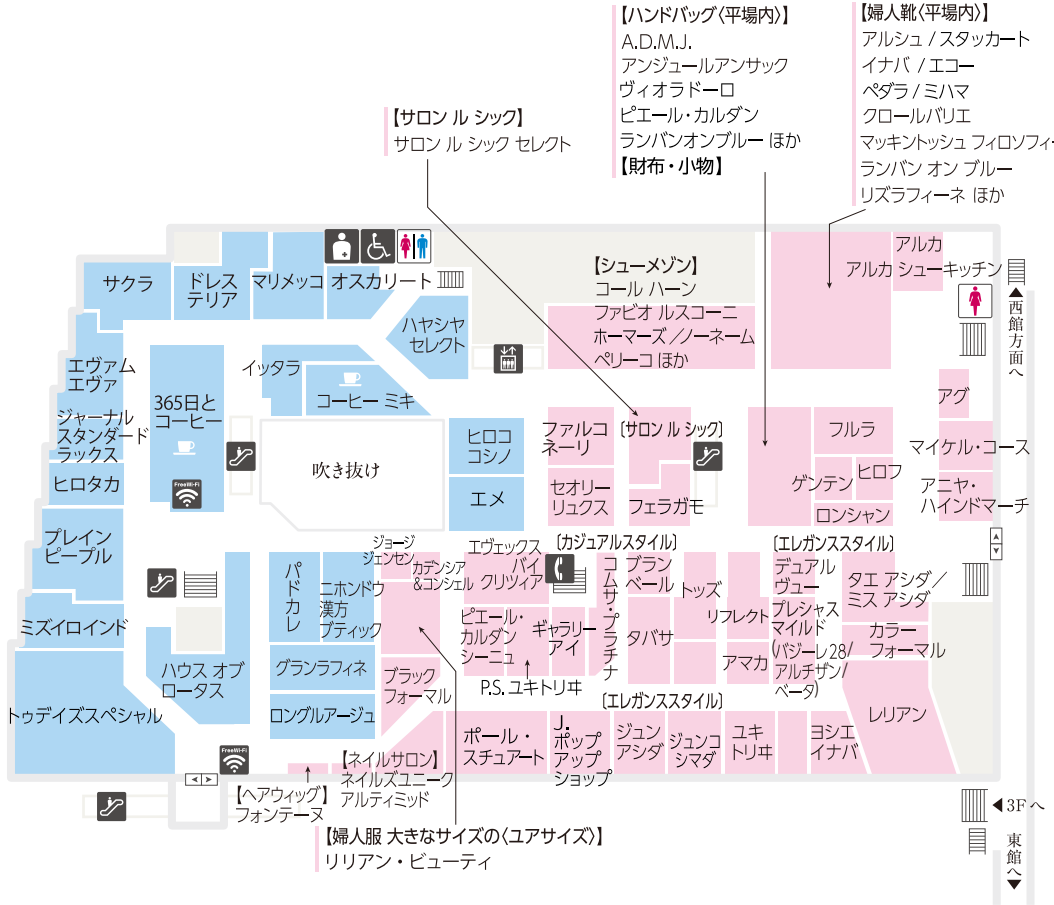 【ハンドバッグ〈平場内〉】
A.D.M.J.
アンジュールアンサック
ヴィオラドーロ
ピエール・カルダン
ランバンオンブルー ほか
【財布・小物】
【婦人靴〈平場内〉】
アルシュ / スタッカート
イナバ / エコー
ペダラ / ミハマ
クロールバリエ
マッキントッシュ フィロソフィー
ランバン オン ブルー
リズラフィーネ ほか
【サロン ル シック】
サロン ル シック セレクト
サクラ
ドレス
テリア
マリメッコ
オスカリート
ハヤシヤ
セレクト
【シューメゾン】
コール ハーン
ファビオ ルスコーニ
ホーマーズ／ノーネーム
ペリーコ ほか
アルカ
アルカ シューキッチン
▲西館方面へ
エヴァム
エヴァ
ジャーナル
スタンダード
ラックス
ヒロタカ
プレイン
ピープル
ミズイロインド
トゥデイズスペシャル
365日と
コーヒー
FreeWi-Fi
イッタラ
コーヒー ミキ
吹き抜け
ヒロココシノ
エメ
ファルコ
ネーリ
セオリー
リュクス
〔サロン ル シック〕
フェラガモ
フルラ
ゲンテン
ヒロフ
ロンシャン
アグ
マイケル・コース
アニヤ・
ハインドマーチ
ハウス オブ
ロータス
パドカレ
ニホンドウ
漢方
ブティック
グランラフィネ
ロングルアージュ
ジョージ
ジェンセン
カデンシア
&コンシェル
ブラック
フォーマル
エヴェックス
バイ
クリツィア
ピエール・
カルダン
シーニュ
ギャラリー
アイ
P.S. ユキトリヰ
〔カジュアルスタイル〕
コムサ・プラチナ
ブラン
ベール
タバサ
トッズ
リフレクト
アマカ
〔エレガンススタイル〕
デュアル
ヴュー
プレシャス
マイルド
(バジーレ28/
アルチザン/
ベータ)
タエ アシダ／
ミス アシダ
カラー
フォーマル
レリアン
〔エレガンススタイル〕
ポール・
スチュアート
J.
ポップ
アップ
ショップ
ジュン
アシダ
ジュンコ
シマダ
ユキ
トリヰ
ヨシエ
イナバ
FreeWi-Fi
【ヘアウィッグ】
フォンテーヌ
【ネイルサロン】
ネイルズユニーク
アルティミッド
【婦人服 大きなサイズの〈ユアサイズ〉】
リリアン・ビューティ
◀3Fへ
東館へ▼